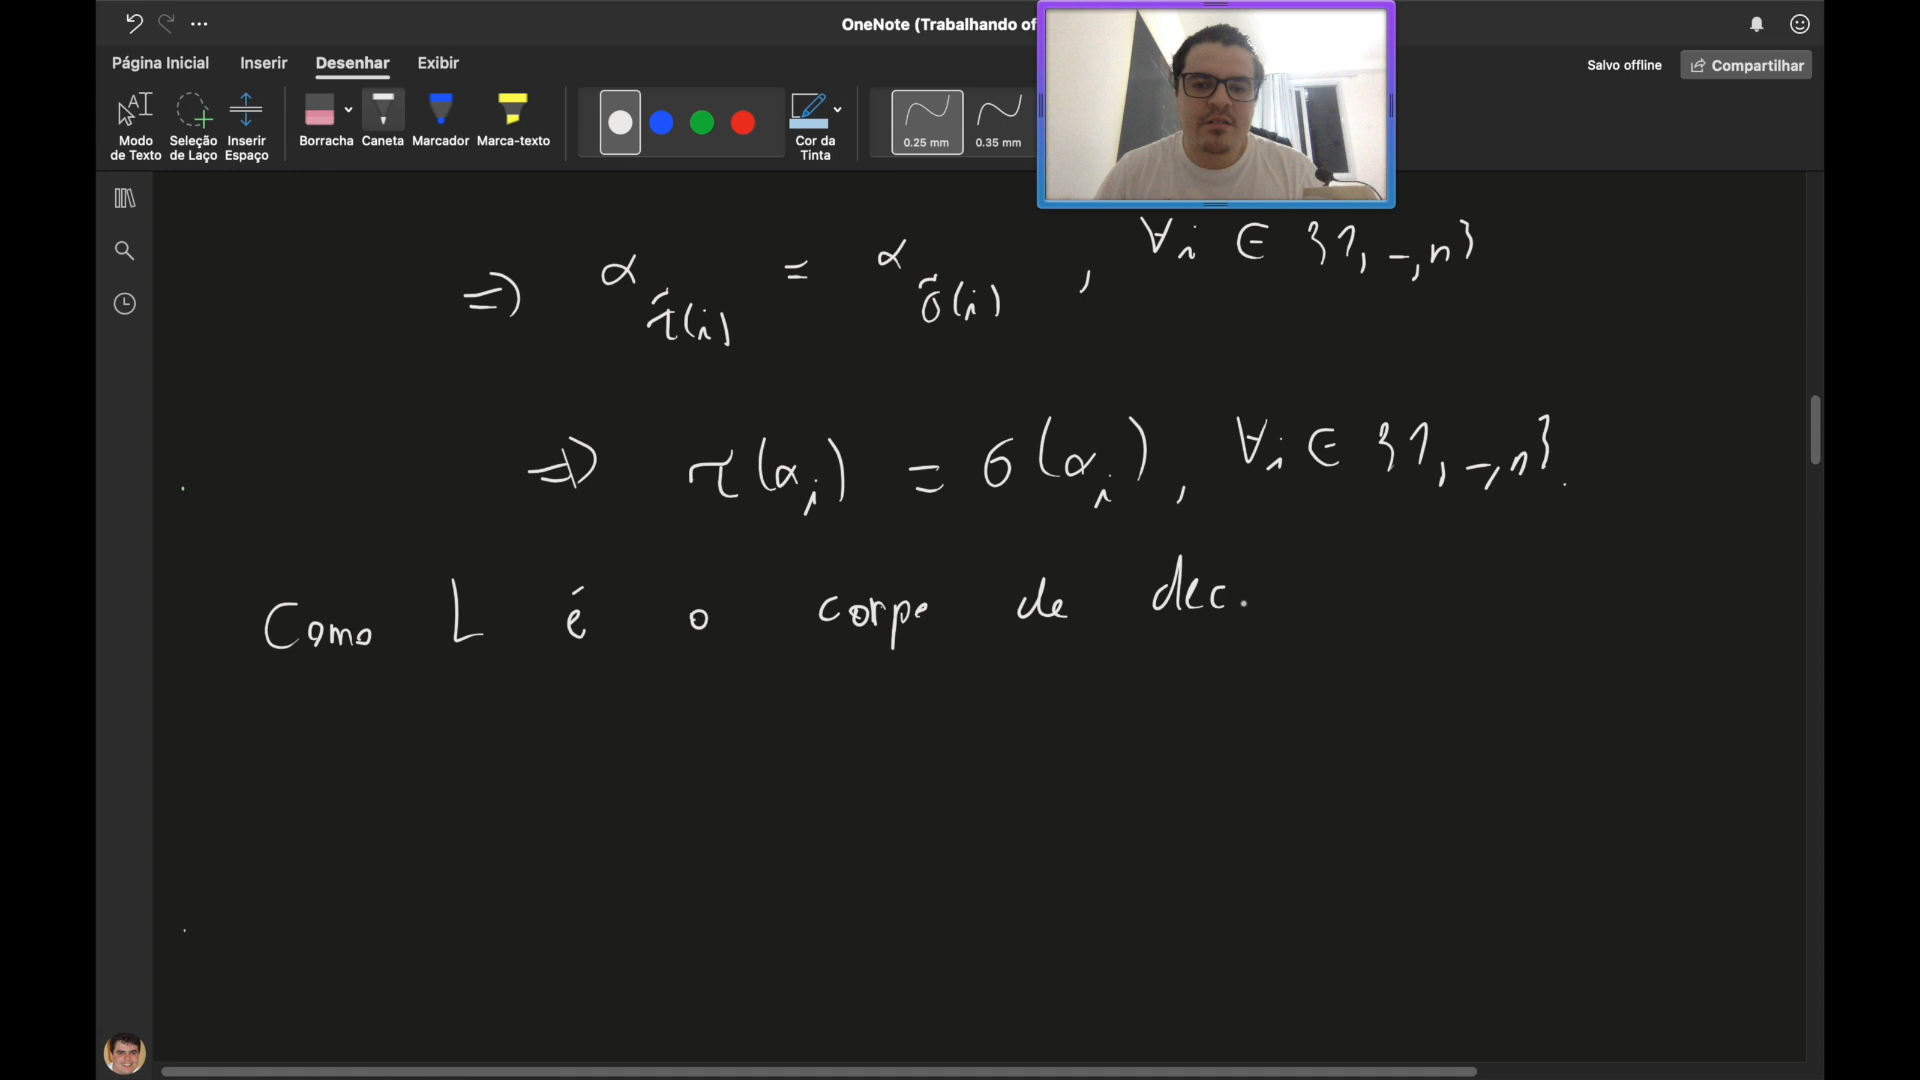 OneNote (Trabalhando of
Página Inicial Inserir Desenhar Exibir
Salvo offline Compartilhar
Modo de Texto
Seleção de Laço
Inserir Espaço
Borracha Caneta Marcador Marca-texto
Cor da Tinta
0.25 mm 0.35 mm
⇒ α_{τ̃(i)} = α_{σ̃(i)} , ∀i ∈ {1, -, n}
⇒ τ(α_i) = σ(α_i), ∀i ∈ {1, -, n}.
Como L é o corpo de dec.